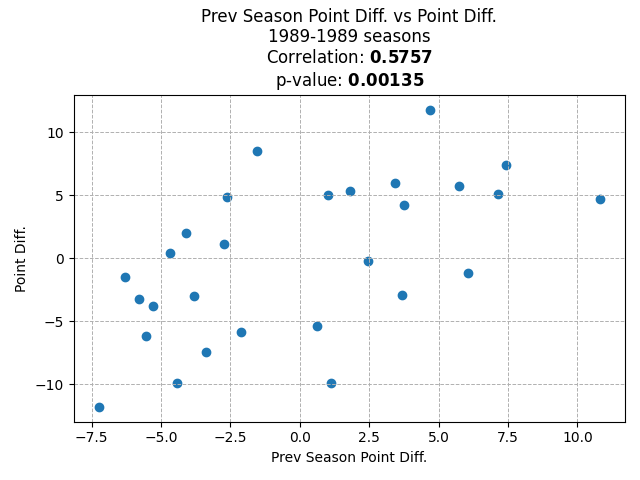 Prev Season Point Diff. vs Point Diff.
1989-1989 seasons
Correlation: 0.5757
p-value: 0.00135
10
5
0
−5
−10
Point Diff.
−7.5
−5.0
−2.5
0.0
2.5
5.0
7.5
10.0
Prev Season Point Diff.